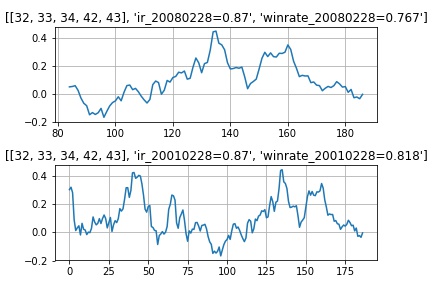 [[32, 33, 34, 42, 43], 'ir_20080228=0.87', 'winrate_20080228=0.767']
0.4
0.2
0.0
−0.2
80 100 120 140 160 180
[[32, 33, 34, 42, 43], 'ir_20010228=0.87', 'winrate_20010228=0.818']
0.4
0.2
0.0
−0.2
0 25 50 75 100 125 150 175